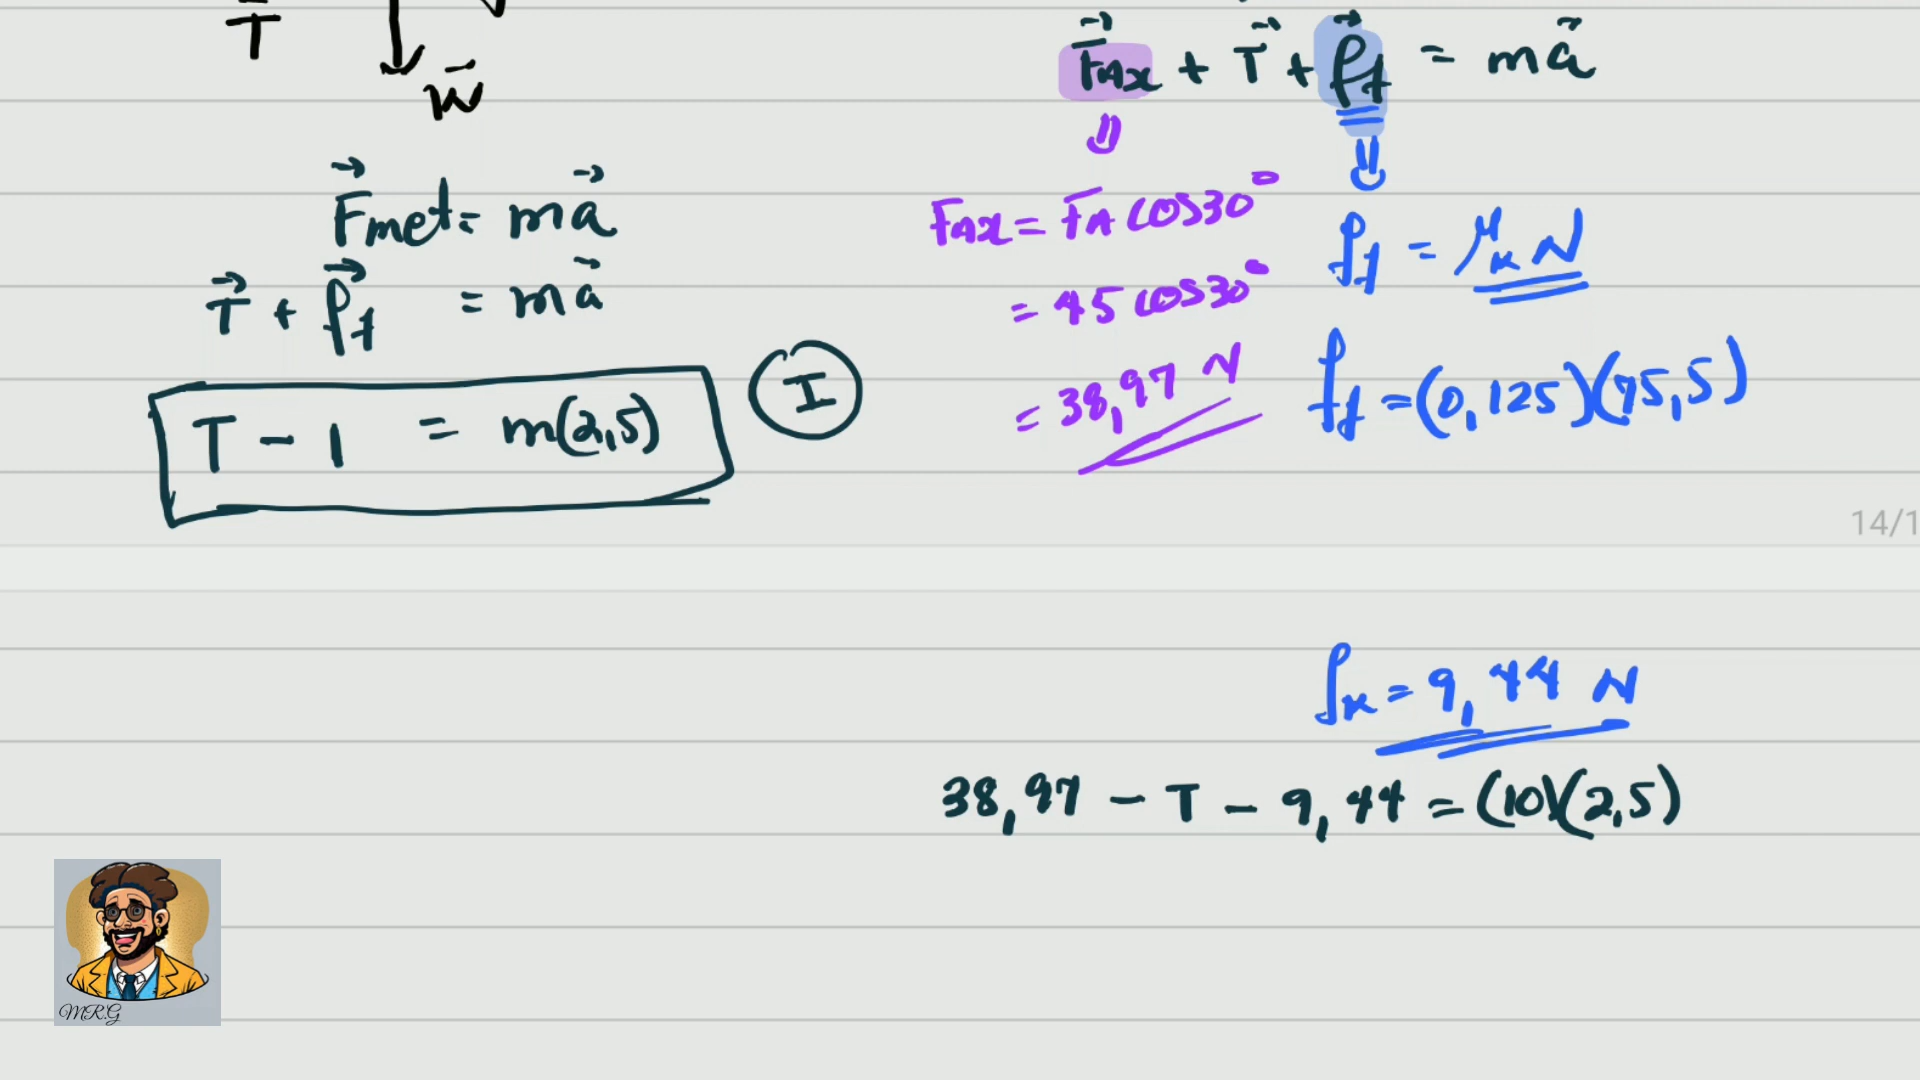 T
w
Fnet = ma
T + ff = ma
T - 1 = m(2,5)
I
FAx + T + ff = ma
FAx = FA cos30°
= 45 cos30°
= 38,97 N
ff = μk N
ff = (0,125)(75,5)
14/1
fk = 9,44 N
38,97 - T - 9,44 = (10)(2,5)
MR.G